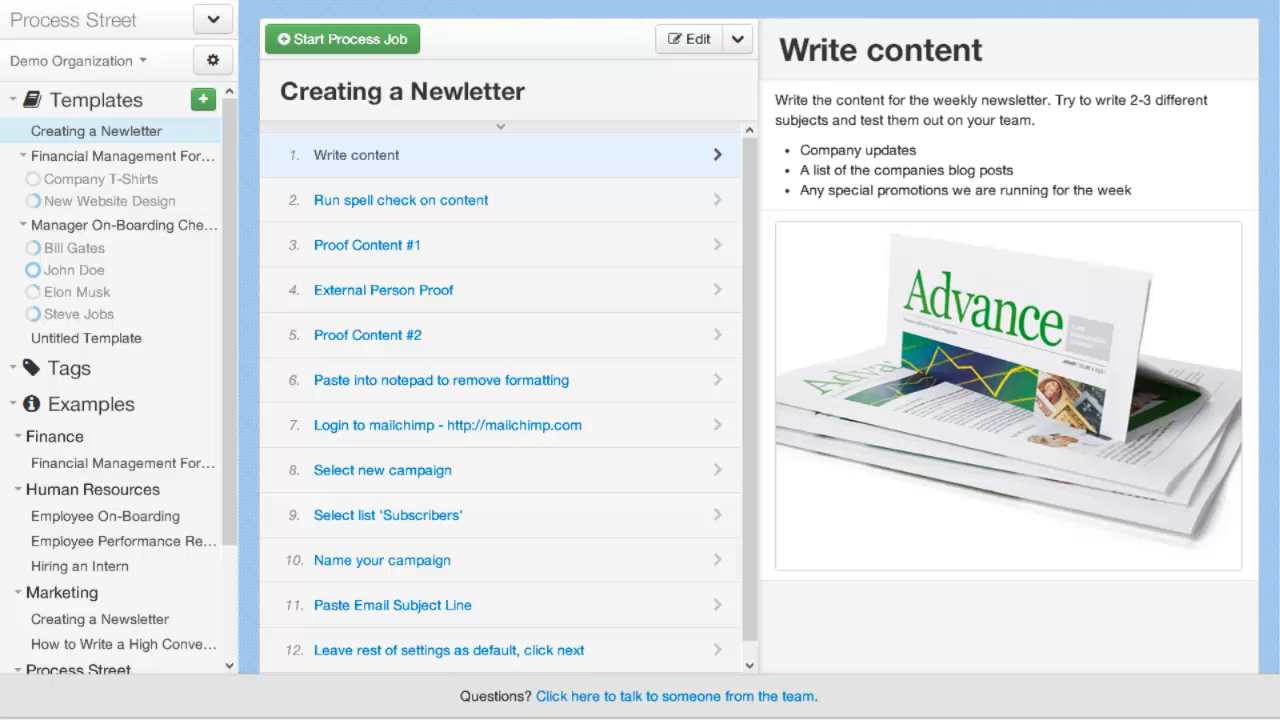 Process Street
Demo Organization
Templates
Creating a Newletter
Financial Management For...
Company T-Shirts
New Website Design
Manager On-Boarding Che...
Bill Gates
John Doe
Elon Musk
Steve Jobs
Untitled Template
Tags
Examples
Finance
Financial Management For...
Human Resources
Employee On-Boarding
Employee Performance Re...
Hiring an Intern
Marketing
Creating a Newsletter
How to Write a High Conve...
Process Street
Start Process Job
Edit
Creating a Newletter
1. Write content
2. Run spell check on content
3. Proof Content #1
4. External Person Proof
5. Proof Content #2
6. Paste into notepad to remove formatting
7. Login to mailchimp - http://mailchimp.com
8. Select new campaign
9. Select list 'Subscribers'
10. Name your campaign
11. Paste Email Subject Line
12. Leave rest of settings as default, click next
Write content
Write the content for the weekly newsletter. Try to write 2-3 different
subjects and test them out on your team.
• Company updates
• A list of the companies blog posts
• Any special promotions we are running for the week
Advance
Adva
Questions? Click here to talk to someone from the team.